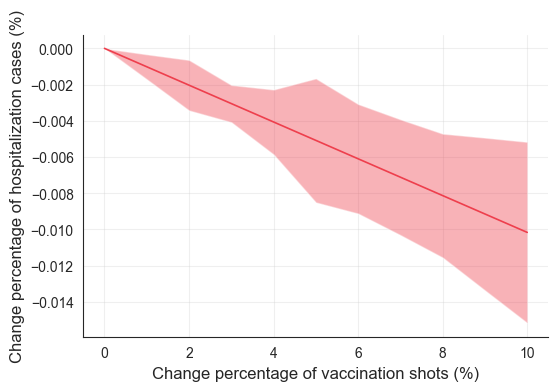 Change percentage of hospitalization cases (%)
0.000
−0.002
−0.004
−0.006
−0.008
−0.010
−0.012
−0.014
0 2 4 6 8 10
Change percentage of vaccination shots (%)